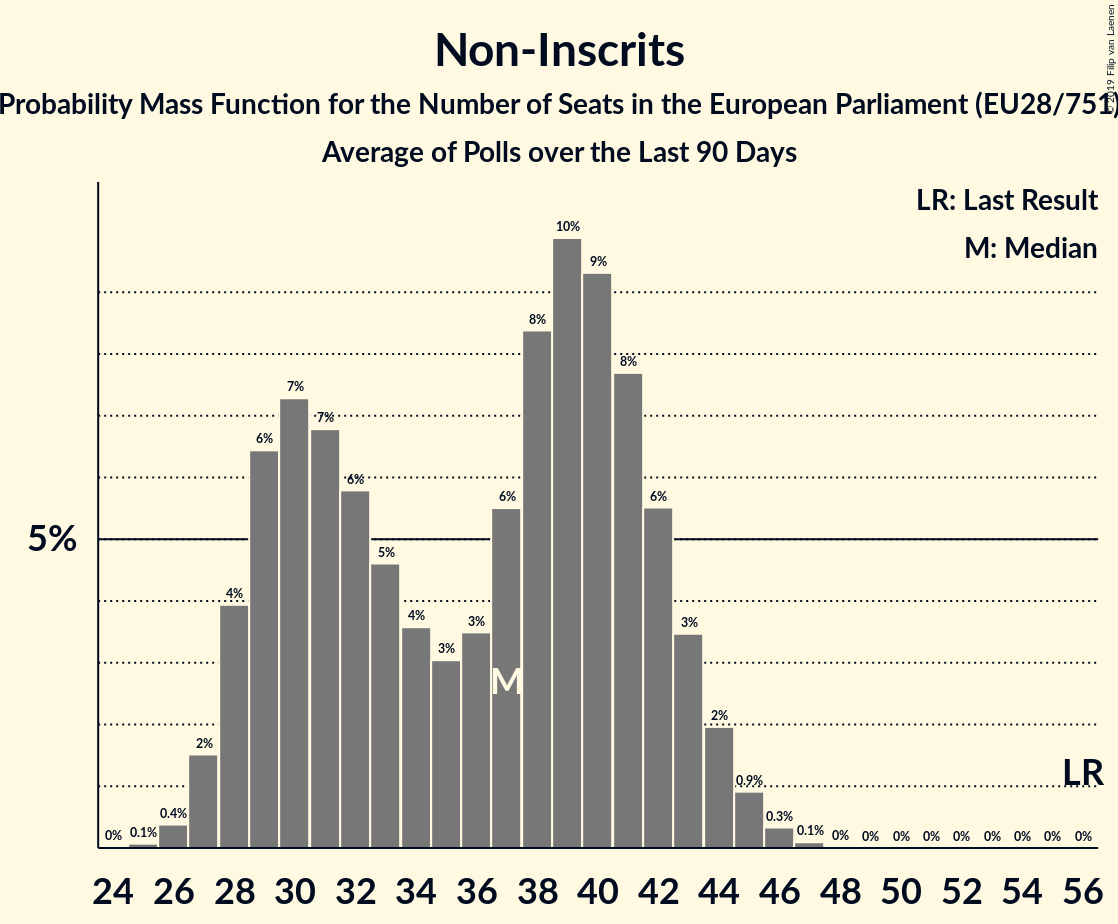 Non-Inscrits
Probability Mass Function for the Number of Seats in the European Parliament (EU28/751)
Average of Polls over the Last 90 Days
© 2019 Filip van Laenen
LR: Last Result
M: Median
5%
0% 0.1% 0.4% 2% 4% 6% 7% 7% 6% 5% 4% 3% 3% 6% 8% 10% 9% 8% 6% 3% 2% 0.9% 0.3% 0.1% 0% 0% 0% 0% 0% 0% 0% 0% 0%
M
LR
24 26 28 30 32 34 36 38 40 42 44 46 48 50 52 54 56